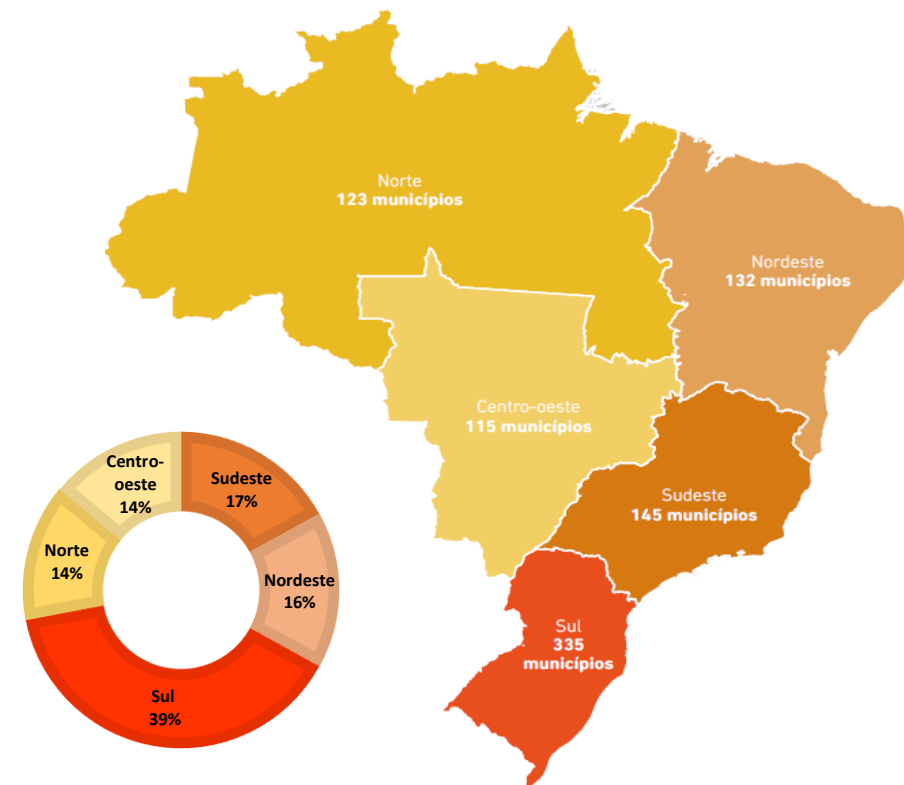 Norte
123 municípios
Nordeste
132 municípios
Centro-oeste
115 municípios
Sudeste
145 municípios
Sul
335
municípios
Centro-
oeste
14%
Sudeste
17%
Norte
14%
Nordeste
16%
Sul
39%